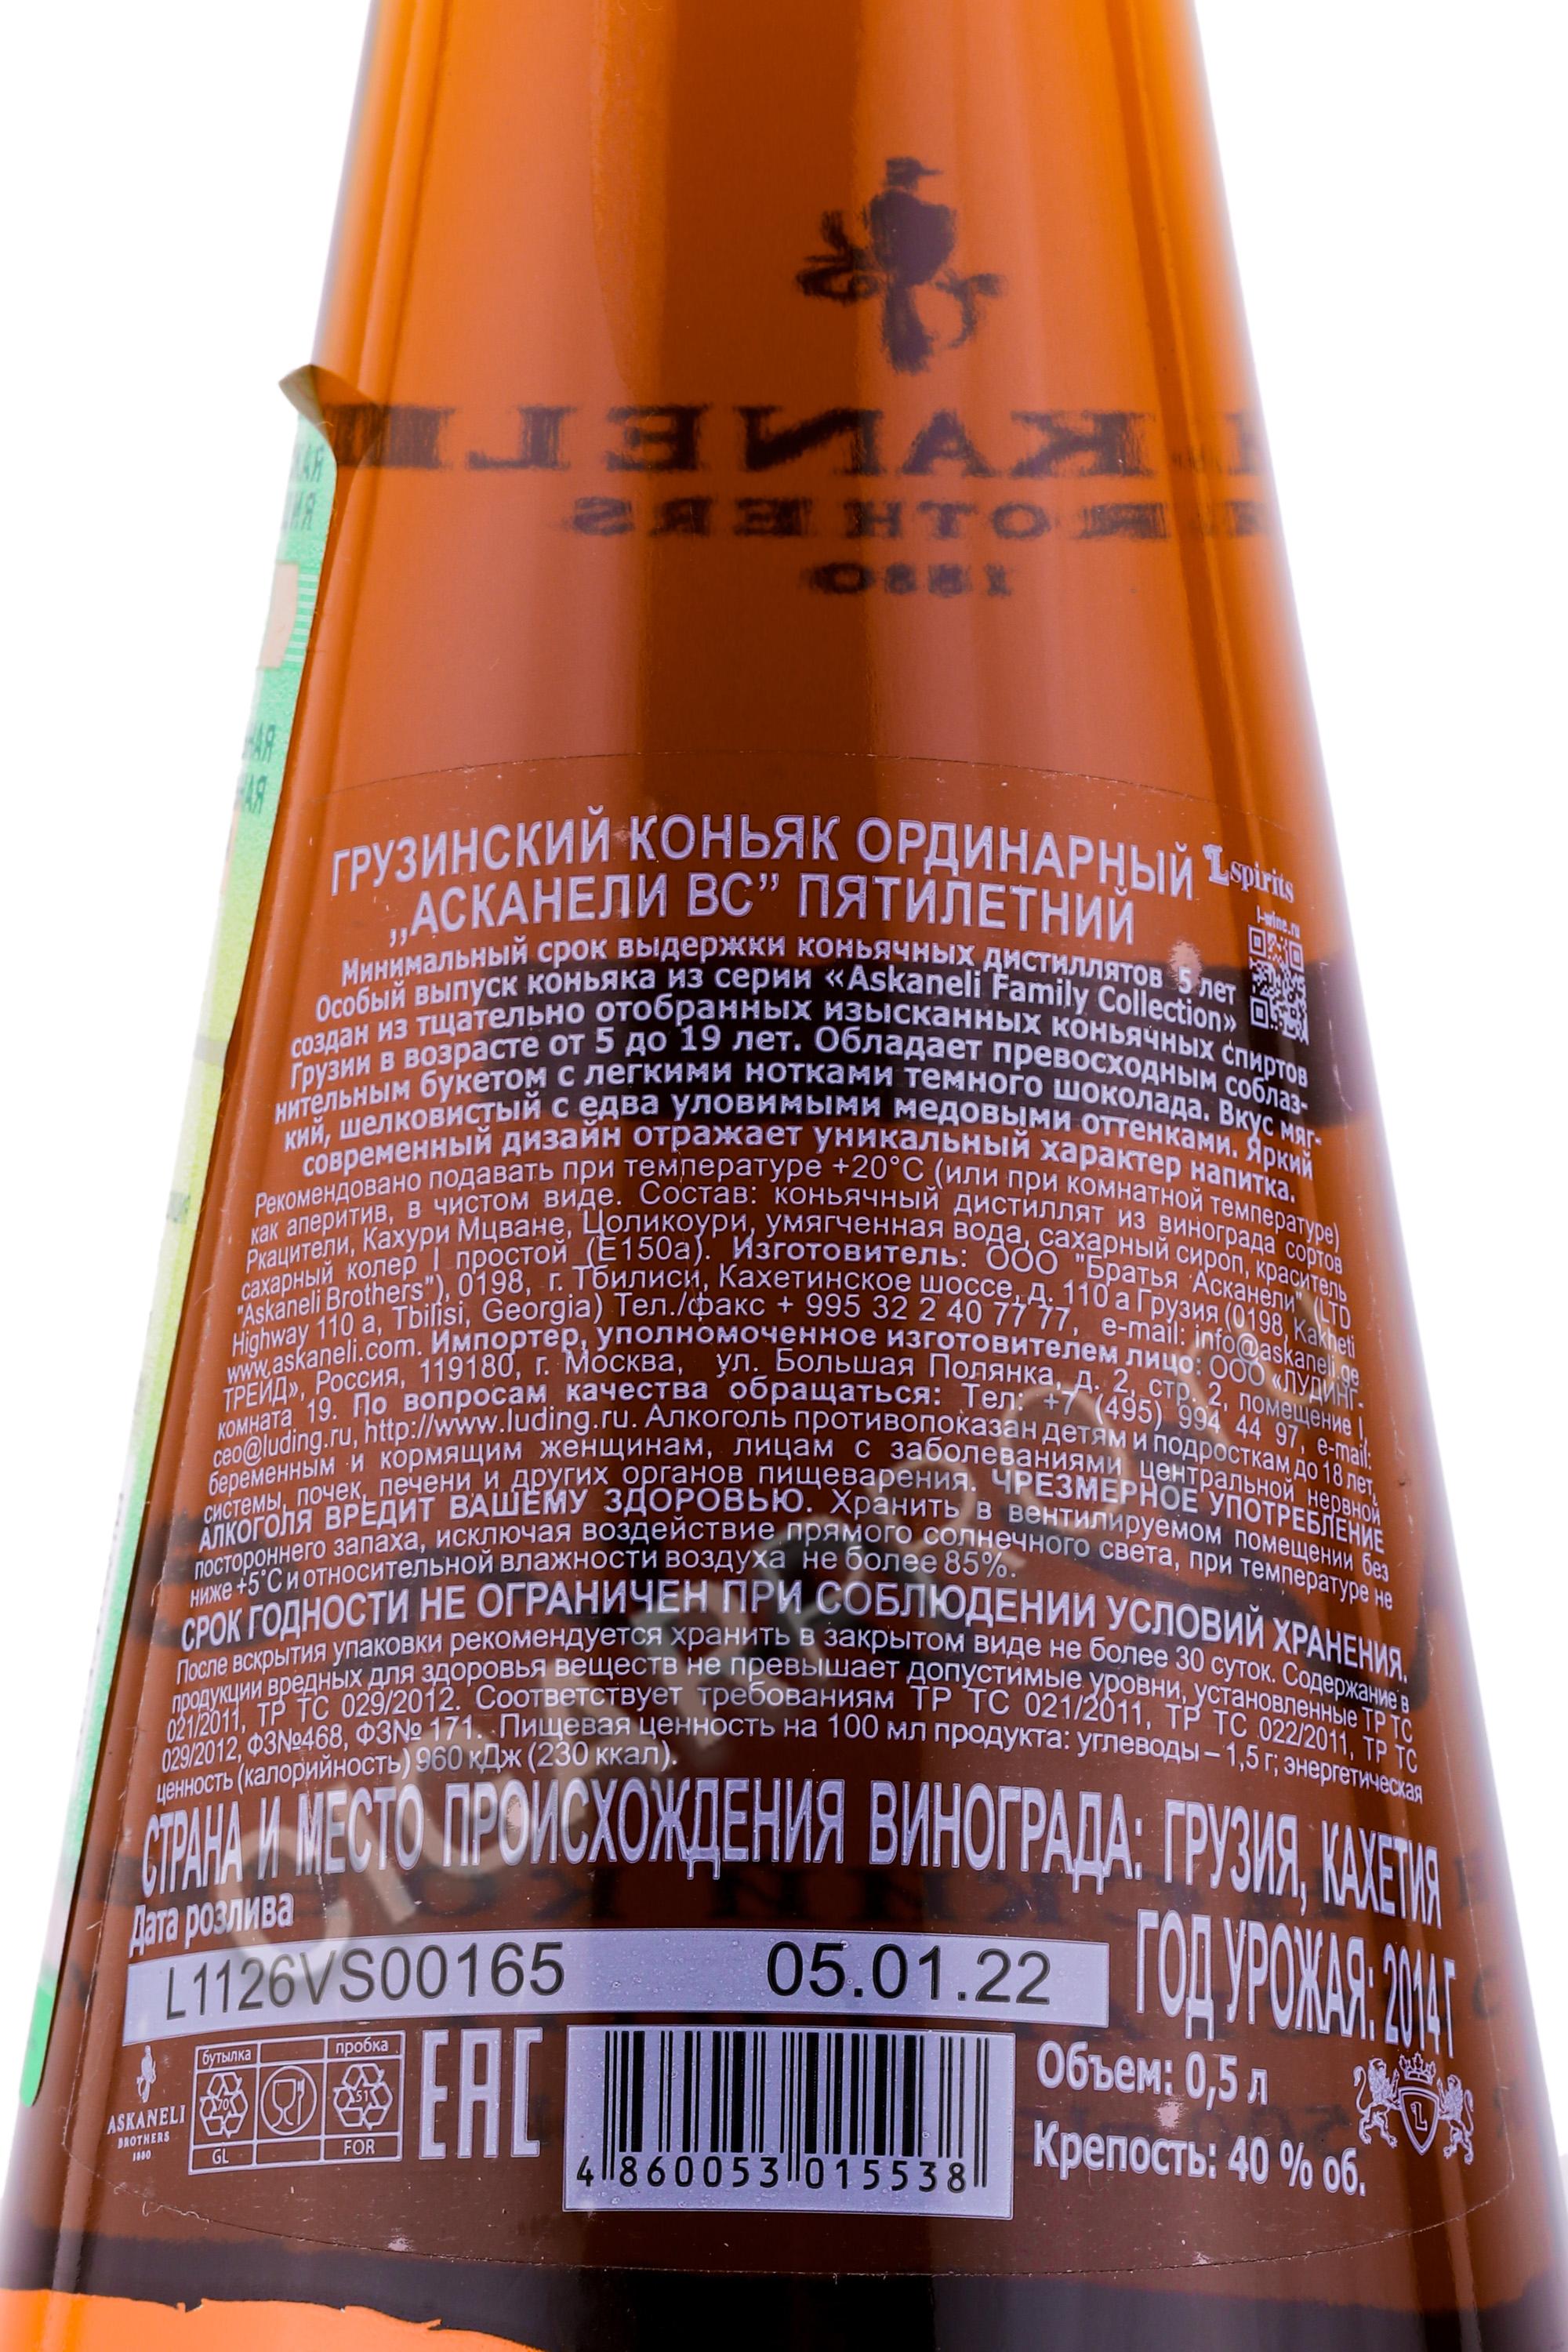 ГРУЗИНСКИЙ КОНЬЯК ОРДИНАРНЫЙ
Lspirits
„АСКАНЕЛИ ВС” ПЯТИЛЕТНИЙ
l-wine.ru
Минимальный срок выдержки коньячных дистиллятов 5 лет
Особый выпуск коньяка из серии «Askaneli Family Collection»
создан из тщательно отобранных изысканных коньячных спиртов
Грузии в возрасте от 5 до 19 лет. Обладает превосходным соблаз-
нительным букетом с легкими нотками темного шоколада. Вкус мяг-
кий, шелковистый с едва уловимыми медовыми оттенками. Яркий
современный дизайн отражает уникальный характер напитка.
Рекомендовано подавать при температуре +20°С (или при комнатной температуре)
как аперитив, в чистом виде. Состав: коньячный дистиллят из винограда сортов
Ркацители, Кахури Мцване, Цоликоури, умягченная вода, сахарный сироп, краситель
сахарный колер I простой (Е150а). Изготовитель: ООО "Братья Асканели" (LTD
"Askaneli Brothers"), 0198, г. Тбилиси, Кахетинское шоссе, д. 110 а Грузия (0198, Kakheti
Highway 110 a, Tbilisi, Georgia) Тел./факс + 995 32 2 40 77 77, e-mail: info@askaneli.ge
www.askaneli.com. Импортер, уполномоченное изготовителем лицо: ООО «ЛУДИНГ-
ТРЕЙД», Россия, 119180, г. Москва, ул. Большая Полянка, д. 2, стр. 2, помещение I,
комната 19. По вопросам качества обращаться: Тел: +7 (495) 994 44 97, e-mail:
ceo@luding.ru, http://www.luding.ru. Алкоголь противопоказан детям и подросткам до 18 лет,
беременным и кормящим женщинам, лицам с заболеваниями центральной нервной
системы, почек, печени и других органов пищеварения. ЧРЕЗМЕРНОЕ УПОТРЕБЛЕНИЕ
АЛКОГОЛЯ ВРЕДИТ ВАШЕМУ ЗДОРОВЬЮ. Хранить в вентилируемом помещении без
постороннего запаха, исключая воздействие прямого солнечного света, при температуре не
ниже +5°С и относительной влажности воздуха не более 85%.
СРОК ГОДНОСТИ НЕ ОГРАНИЧЕН ПРИ СОБЛЮДЕНИИ УСЛОВИЙ ХРАНЕНИЯ.
После вскрытия упаковки рекомендуется хранить в закрытом виде не более 30 суток. Содержание в
продукции вредных для здоровья веществ не превышает допустимые уровни, установленные ТР ТС
021/2011, ТР ТС 029/2012. Соответствует требованиям ТР ТС 021/2011, ТР ТС 022/2011, ТР ТС
029/2012, ФЗ№468, ФЗ№ 171. Пищевая ценность на 100 мл продукта: углеводы – 1,5 г; энергетическая
ценность (калорийность) 960 кДж (230 ккал).
СТРАНА И МЕСТО ПРОИСХОЖДЕНИЯ ВИНОГРАДА: ГРУЗИЯ, КАХЕТИЯ
Дата розлива
L1126VS00165 05.01.22
ГОД УРОЖАЯ: 2014 Г
ASKANELI
BROTHERS
1880
бутылка пробка
70 51
GL FOR
EAC
4 860053 015538
Объем: 0,5 л
Крепость: 40 % об.
L
ASKANELI
BROTHERS
1880
CIGARPRO.RU